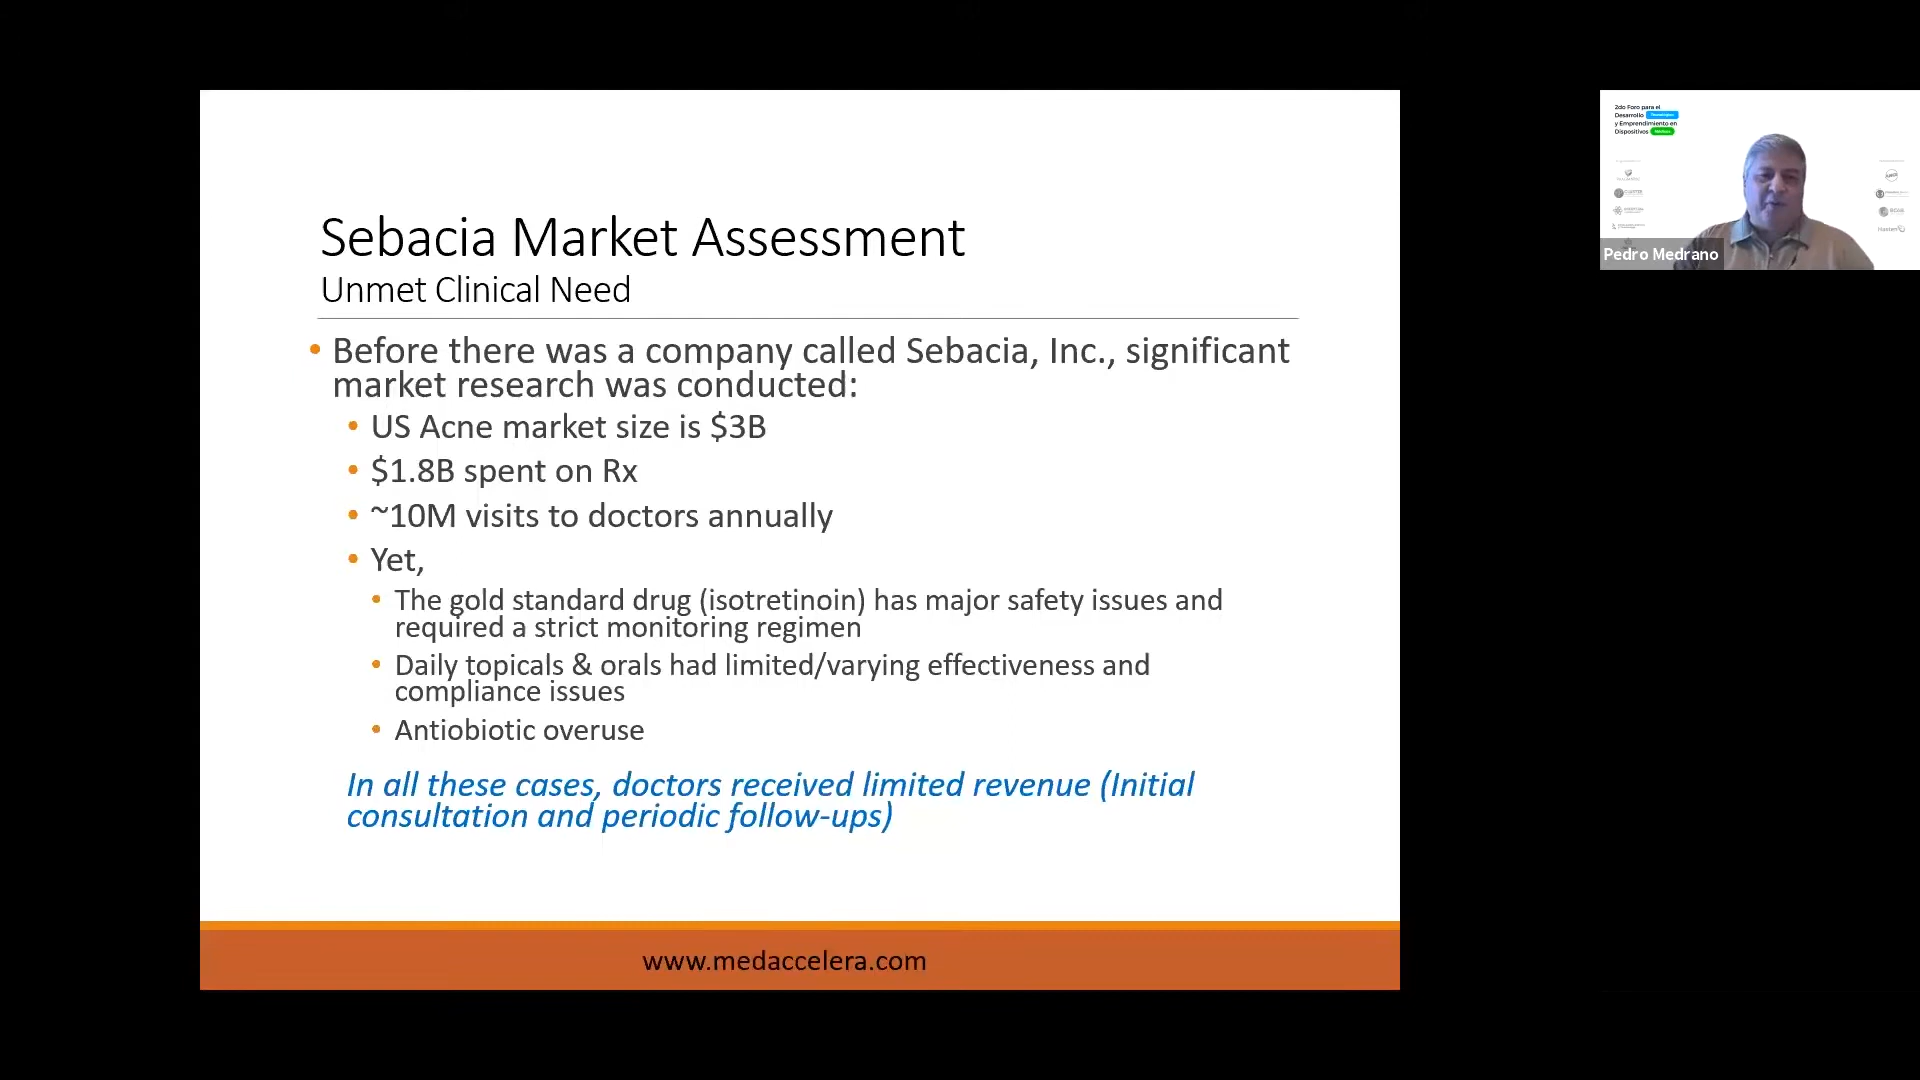 Sebacia Market Assessment
Unmet Clinical Need
• Before there was a company called Sebacia, Inc., significant
market research was conducted:
• US Acne market size is $3B
• $1.8B spent on Rx
• ~10M visits to doctors annually
• Yet,
• The gold standard drug (isotretinoin) has major safety issues and
required a strict monitoring regimen
• Daily topicals & orals had limited/varying effectiveness and
compliance issues
• Antiobiotic overuse
In all these cases, doctors received limited revenue (Initial
consultation and periodic follow-ups)
www.medaccelera.com
2do Foro para el
Desarrollo Tecnológico
y Emprendimiento en
Dispositivos Médicos
Pedro Medrano